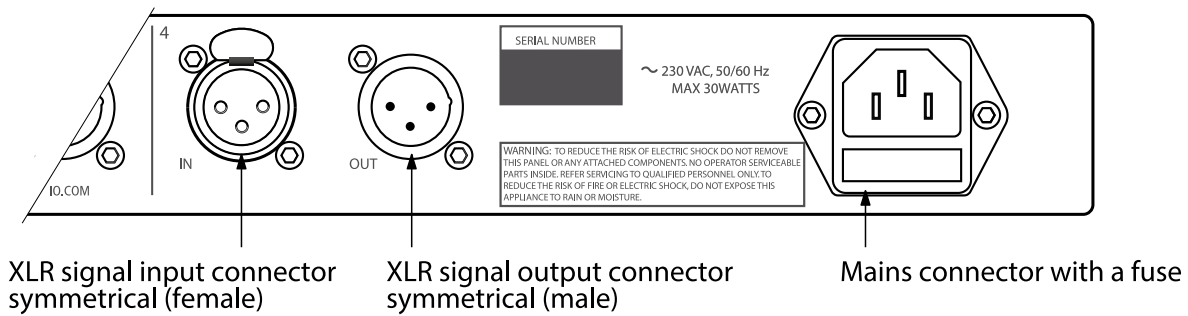 4
SERIAL NUMBER
~ 230 VAC, 50/60 Hz
MAX 30WATTS
WARNING: TO REDUCE THE RISK OF ELECTRIC SHOCK DO NOT REMOVE
THIS PANEL OR ANY ATTACHED COMPONENTS. NO OPERATOR SERVICEABLE
PARTS INSIDE. REFER SERVICING TO QUALIFIED PERSONNEL ONLY. TO
REDUCE THE RISK OF FIRE OR ELECTRIC SHOCK, DO NOT EXPOSE THIS
APPLIANCE TO RAIN OR MOISTURE.
IN
OUT
IO.COM
XLR signal input connector
symmetrical (female)
XLR signal output connector
symmetrical (male)
Mains connector with a fuse